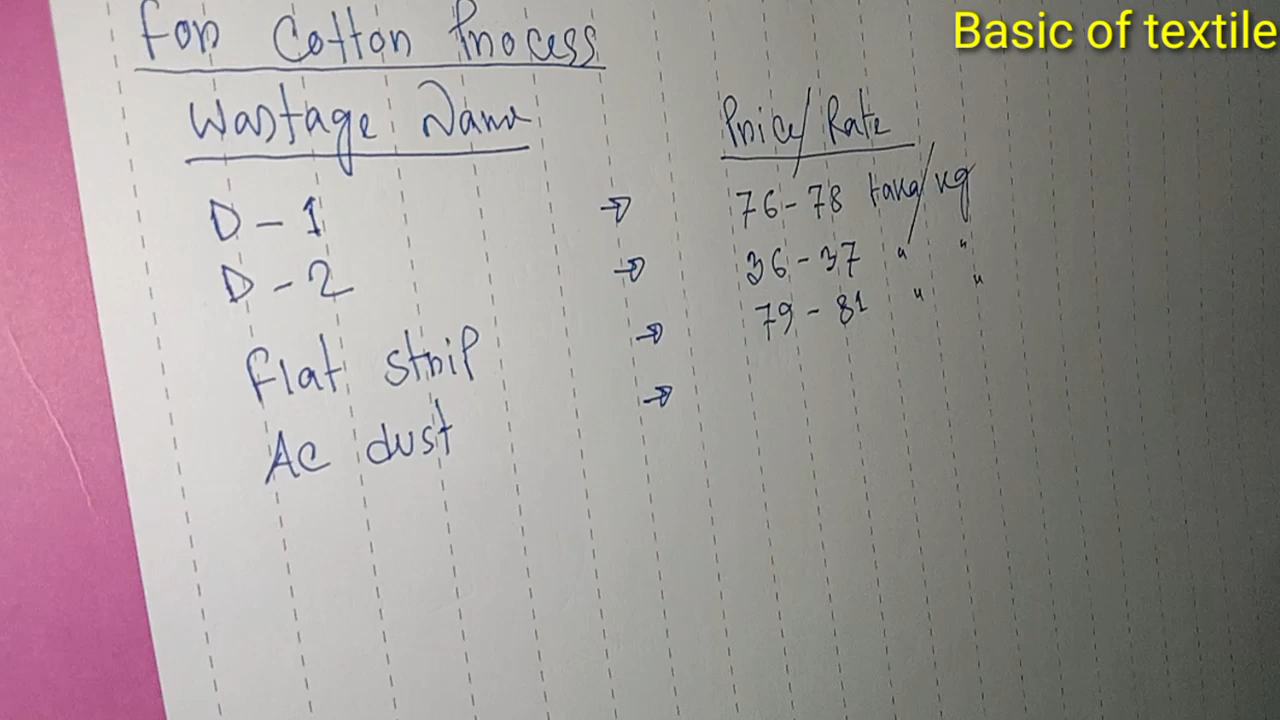 Basic of textile
For Cotton Process
Wastage Name Price/Rate
D-1 → 76-78 taka/kg
D-2 → 36-37 " "
Flat strip → 79-81 " "
AC dust →